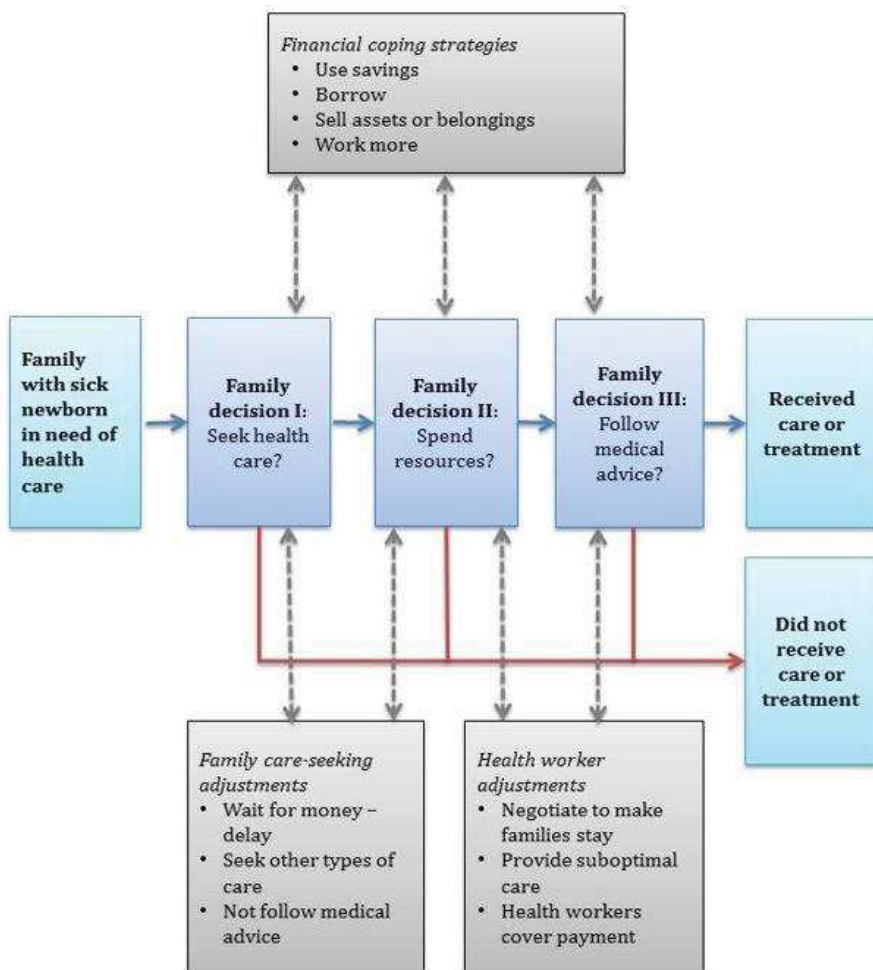 Financial coping strategies
• Use savings
• Borrow
• Sell assets or belongings
• Work more
Family
with sick
newborn
in need of
health
care
Family
decision I:
Seek health
care?
Family
decision II:
Spend
resources?
Family
decision III:
Follow
medical
advice?
Received
care or
treatment
Did not
receive
care or
treatment
Family care-seeking
adjustments
• Wait for money –
delay
• Seek other types of
care
• Not follow medical
advice
Health worker
adjustments
• Negotiate to make
families stay
• Provide suboptimal
care
• Health workers
cover payment